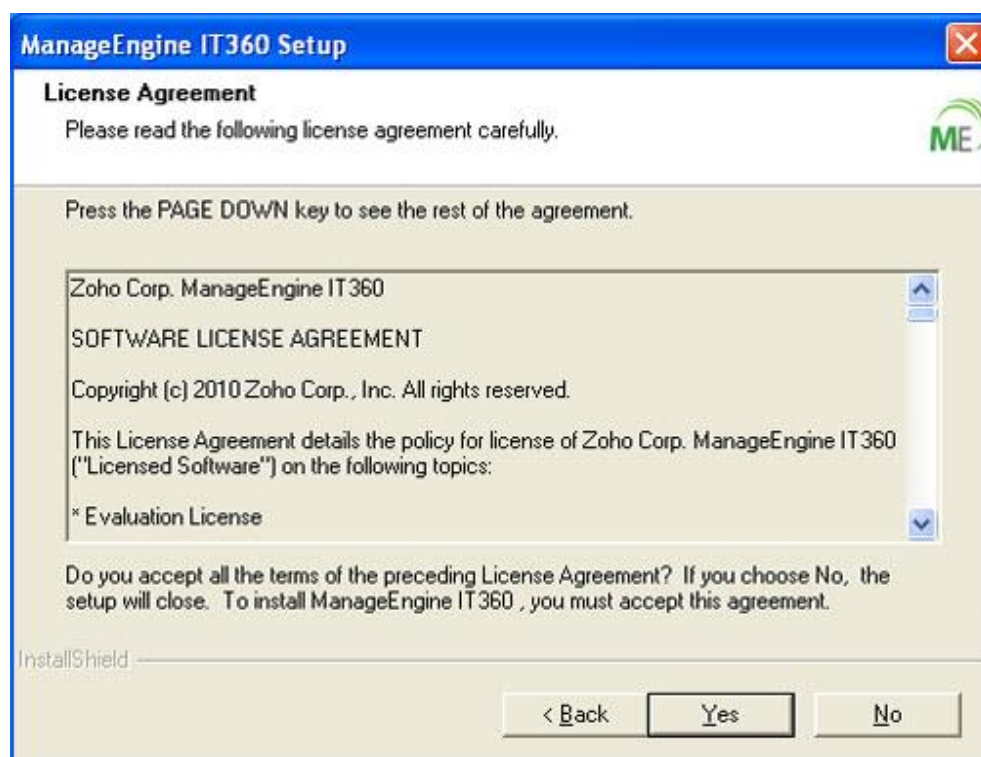 ManageEngine IT360 Setup
License Agreement
Please read the following license agreement carefully.
ME
Press the PAGE DOWN key to see the rest of the agreement.
Zoho Corp. ManageEngine IT360
SOFTWARE LICENSE AGREEMENT
Copyright (c) 2010 Zoho Corp., Inc. All rights reserved.
This License Agreement details the policy for license of Zoho Corp. ManageEngine IT360
("Licensed Software") on the following topics:
* Evaluation License
Do you accept all the terms of the preceding License Agreement? If you choose No, the
setup will close. To install ManageEngine IT360 , you must accept this agreement.
InstallShield
< Back
Yes
No